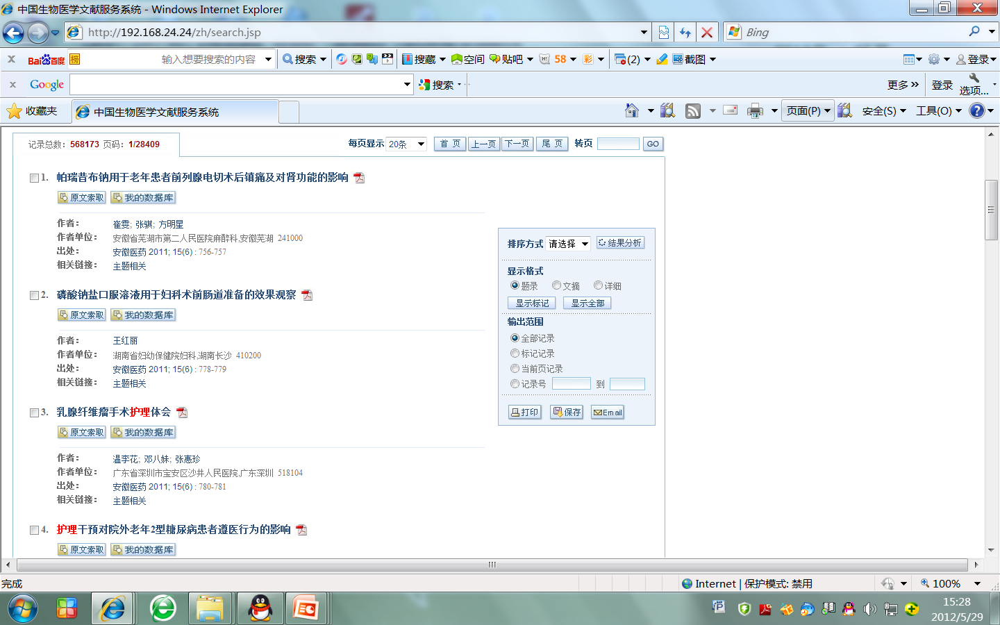 中国生物医学文献服务系统 - Windows Internet Explorer
http://192.168.24.24/zh/search.jsp
Bing
x Bai百度 榜 输入想要搜索的内容 搜索 搜藏 空间 贴吧 58 彩 (2) 截图 登录
x Google 搜索 更多 » 登录 选项...
收藏夹 中国生物医学文献服务系统 页面(P) 安全(S) 工具(O)
记录总数：568173 页码：1/28409 每页显示 20条 首 页 上一页 下一页 尾 页 转页 GO
1. 帕瑞昔布钠用于老年患者前列腺电切术后镇痛及对肾功能的影响
原文索取 我的数据库
作者： 崔雯; 张骐; 方明星
作者单位： 安徽省芜湖市第二人民医院麻醉科,安徽芜湖 241000
出处： 安徽医药 2011; 15(6) : 756-757
相关链接： 主题相关
2. 磷酸钠盐口服溶液用于妇科术前肠道准备的效果观察
原文索取 我的数据库
作者： 王红丽
作者单位： 湖南省妇幼保健院妇科,湖南长沙 410200
出处： 安徽医药 2011; 15(6) : 778-779
相关链接： 主题相关
3. 乳腺纤维瘤手术护理体会
原文索取 我的数据库
作者： 温李花; 邓八妹; 张惠珍
作者单位： 广东省深圳市宝安区沙井人民医院,广东深圳 518104
出处： 安徽医药 2011; 15(6) : 780-781
相关链接： 主题相关
4. 护理干预对院外老年2型糖尿病患者遵医行为的影响
原文索取 我的数据库
排序方式 请选择 结果分析
显示格式
题录 文摘 详细
显示标记 显示全部
输出范围
全部记录
标记记录
当前页记录
记录号 到
打印 保存 Email
完成 Internet | 保护模式: 禁用 100%
15:28
2012/5/29